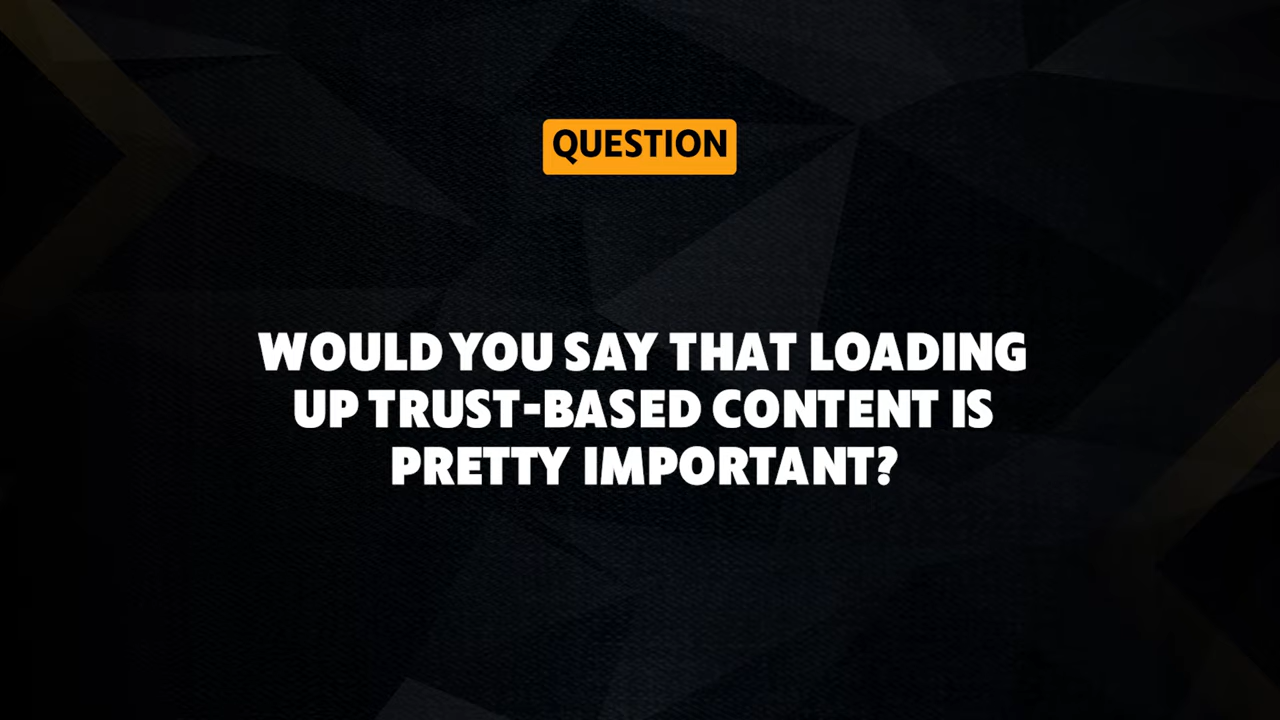 QUESTION
WOULD YOU SAY THAT LOADING
UP TRUST-BASED CONTENT IS
PRETTY IMPORTANT?